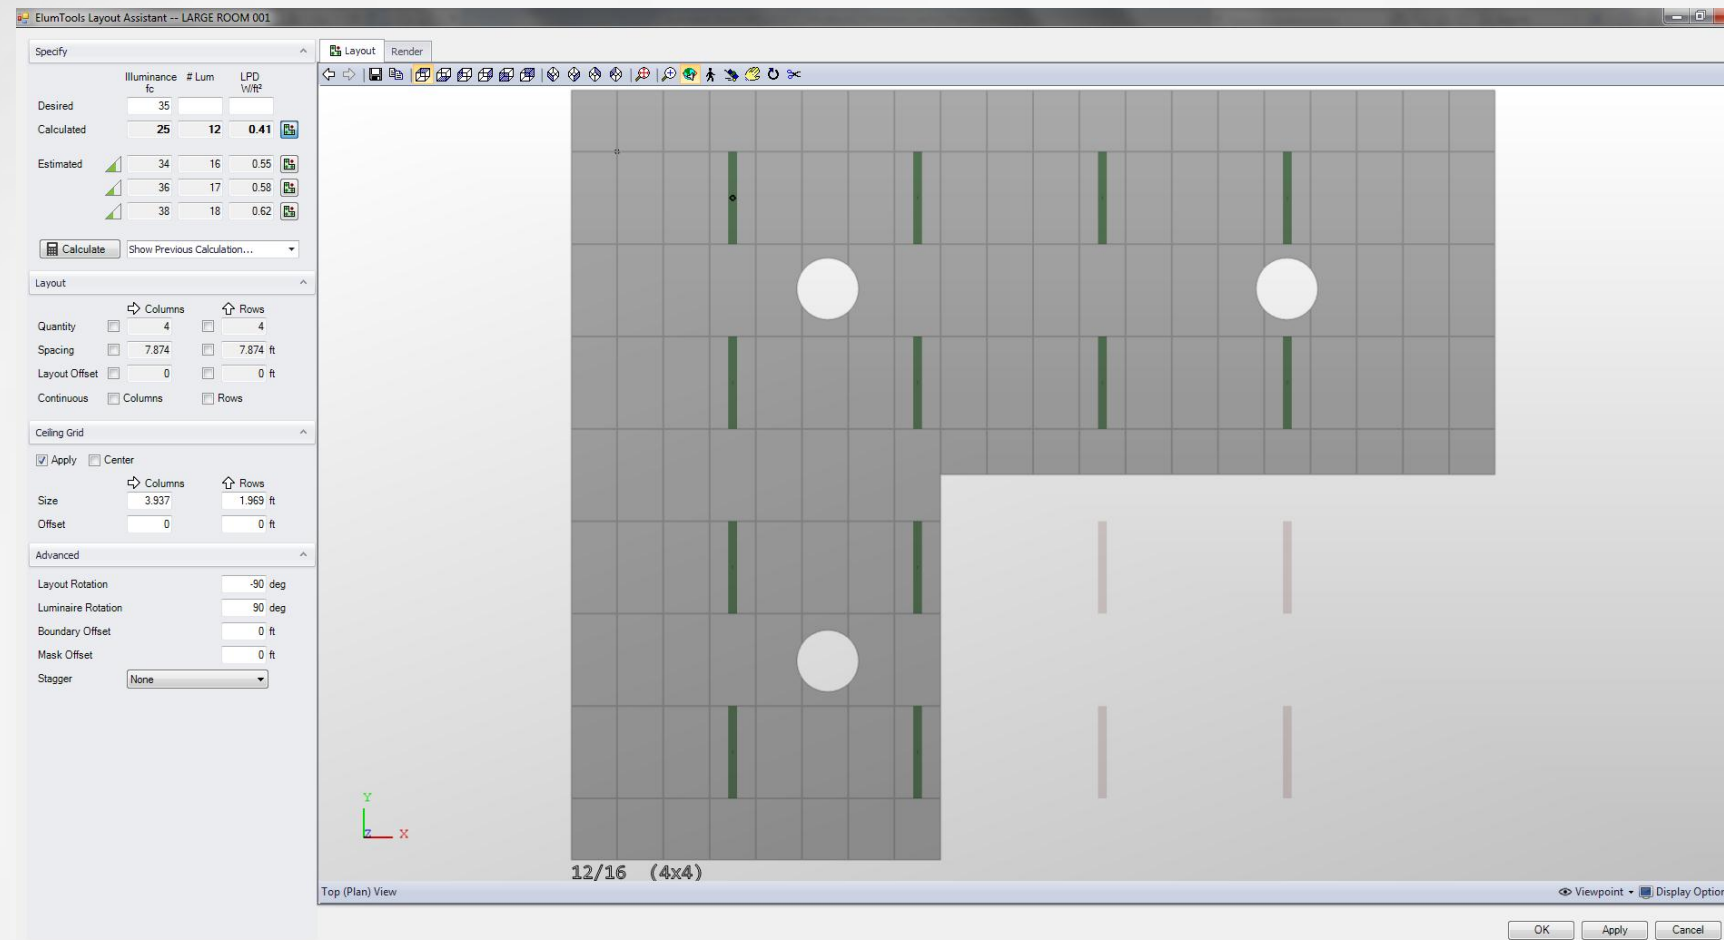 ElumTools Layout Assistant -- LARGE ROOM 001
Specify
Layout Render
Illuminance # Lum LPD
fc W/ft²
Desired 35
Calculated 25 12 0.41
Estimated 34 16 0.55
36 17 0.58
38 18 0.62
Calculate Show Previous Calculation...
Layout
Columns Rows
Quantity 4 4
Spacing 7.874 7.874 ft
Layout Offset 0 0 ft
Continuous Columns Rows
Ceiling Grid
Apply Center
Columns Rows
Size 3.937 1.969 ft
Offset 0 0 ft
Advanced
Layout Rotation -90 deg
Luminaire Rotation 90 deg
Boundary Offset 0 ft
Mask Offset 0 ft
Stagger None
Y
Z X
12/16 (4x4)
Top (Plan) View Viewpoint Display Option
OK Apply Cancel